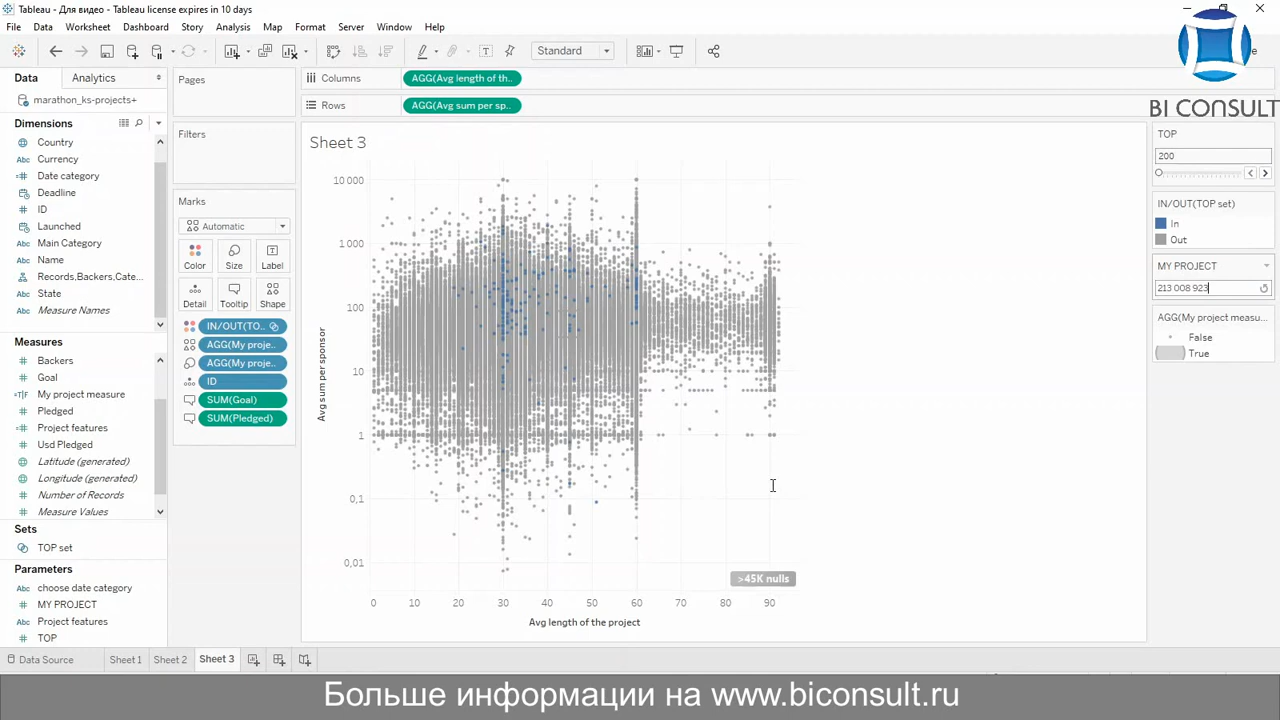 Tableau - Для видео - Tableau license expires in 10 days
File Data Worksheet Dashboard Story Analysis Map Format Server Window Help
Standard
BI CONSULT
Data Analytics
marathon_ks-projects+
Dimensions
Country
Abc Currency
Date category
Deadline
ID
Launched
Abc Main Category
Abc Name
Records,Backers,Cate...
Abc State
Abc Measure Names
Measures
Backers
Goal
My project measure
Pledged
Project features
Usd Pledged
Latitude (generated)
Longitude (generated)
Number of Records
Measure Values
Sets
TOP set
Parameters
Abc choose date category
MY PROJECT
Abc Project features
TOP
Pages
Filters
Marks
Automatic
Color Size Label
Detail Tooltip Shape
IN/OUT(TO..
AGG(My proje..
AGG(My proje..
ID
SUM(Goal)
SUM(Pledged)
Columns AGG(Avg length of th..
Rows AGG(Avg sum per sp..
Sheet 3
10 000
1 000
100
10
1
0,1
0,01
Avg sum per sponsor
>45K nulls
0 10 20 30 40 50 60 70 80 90
Avg length of the project
TOP
200
IN/OUT(TOP set)
In
Out
MY PROJECT
213 008 923
AGG(My project measu...
False
True
Data Source Sheet 1 Sheet 2 Sheet 3
Больше информации на www.biconsult.ru